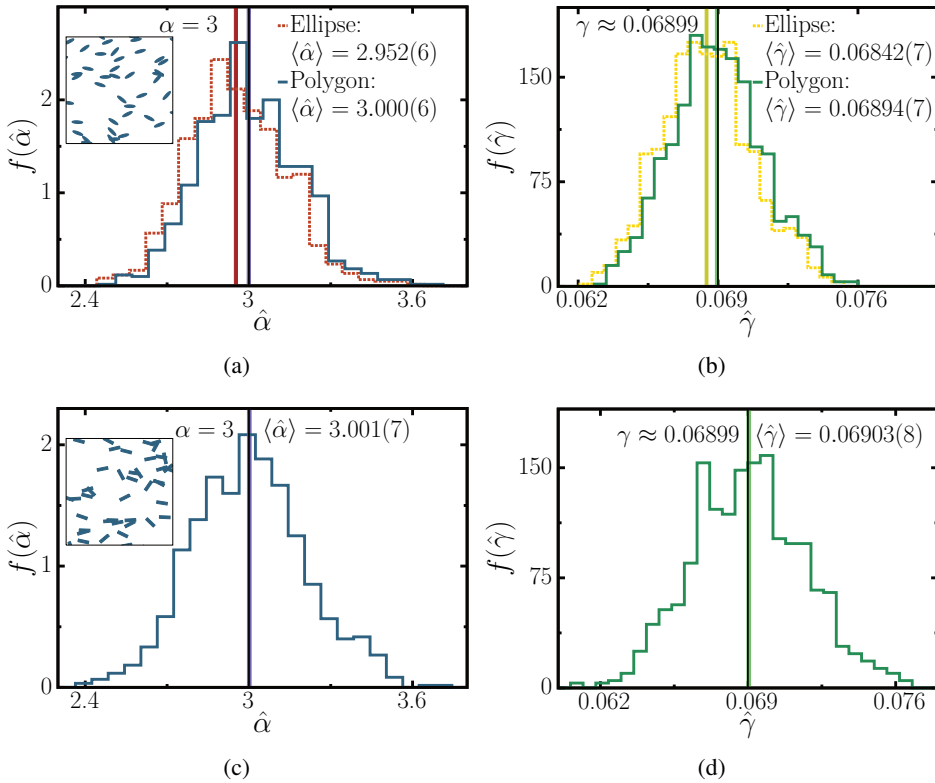 α = 3
Ellipse:
⟨α̂⟩ = 2.952(6)
Polygon:
⟨α̂⟩ = 3.000(6)
f(α̂)
2
1
0
2.4
3
3.6
α̂
(a)
γ ≈ 0.06899
Ellipse:
⟨γ̂⟩ = 0.06842(7)
Polygon:
⟨γ̂⟩ = 0.06894(7)
f(γ̂)
150
75
0
0.062
0.069
0.076
γ̂
(b)
α = 3
⟨α̂⟩ = 3.001(7)
f(α̂)
2
1
0
2.4
3
3.6
α̂
(c)
γ ≈ 0.06899
⟨γ̂⟩ = 0.06903(8)
f(γ̂)
150
75
0
0.062
0.069
0.076
γ̂
(d)